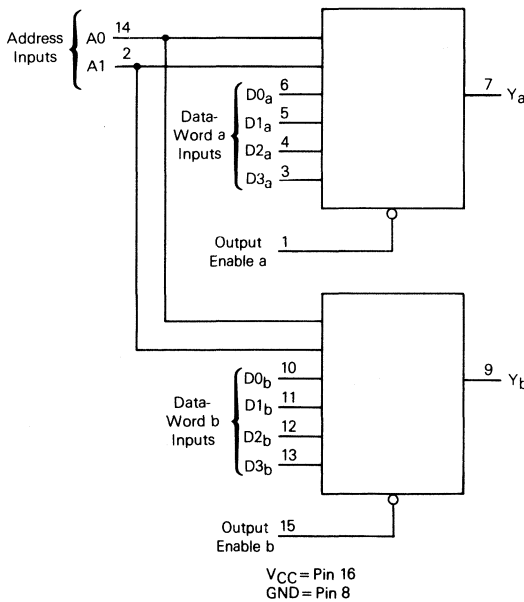 Address Inputs
A0 14
A1 2
Data-Word a Inputs
D0a 6
D1a 5
D2a 4
D3a 3
7 Ya
Output Enable a
1
Data-Word b Inputs
D0b 10
D1b 11
D2b 12
D3b 13
9 Yb
Output Enable b
15
VCC = Pin 16
GND = Pin 8